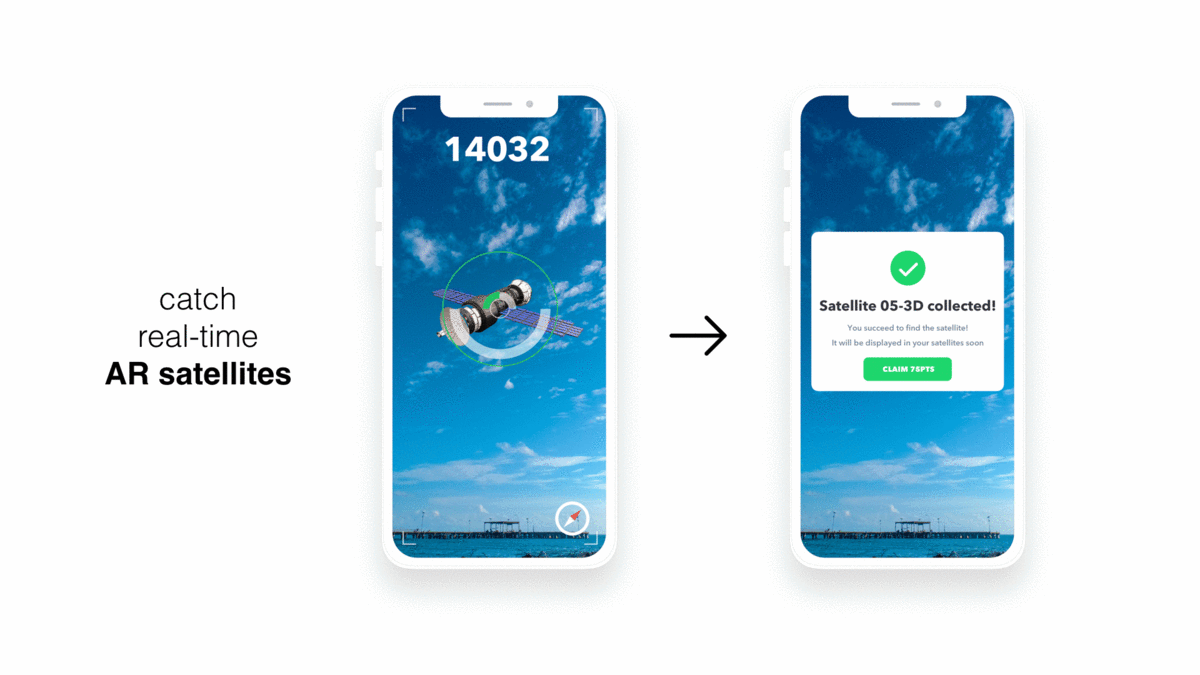 catch
real-time
AR satellites
14032
Satellite 05-3D collected!
You succeed to find the satellite!
It will be displayed in your satellites soon
CLAIM 75PTS